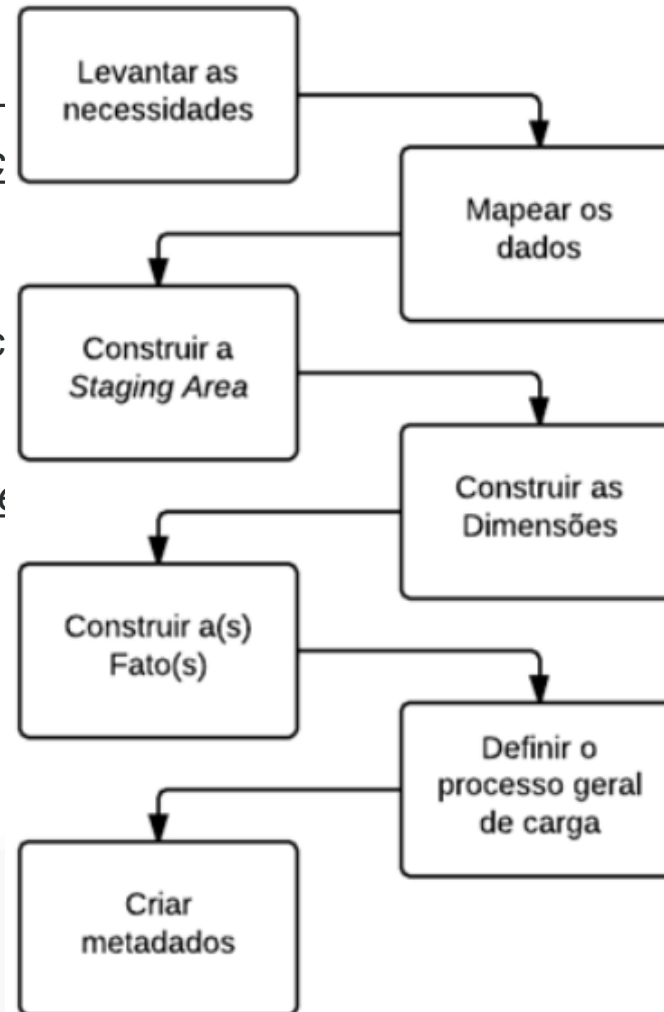 Levantar as
necessidades
Mapear os
dados
Construir a
Staging Area
Construir as
Dimensões
Construir a(s)
Fato(s)
Definir o
processo geral
de carga
Criar
metadados